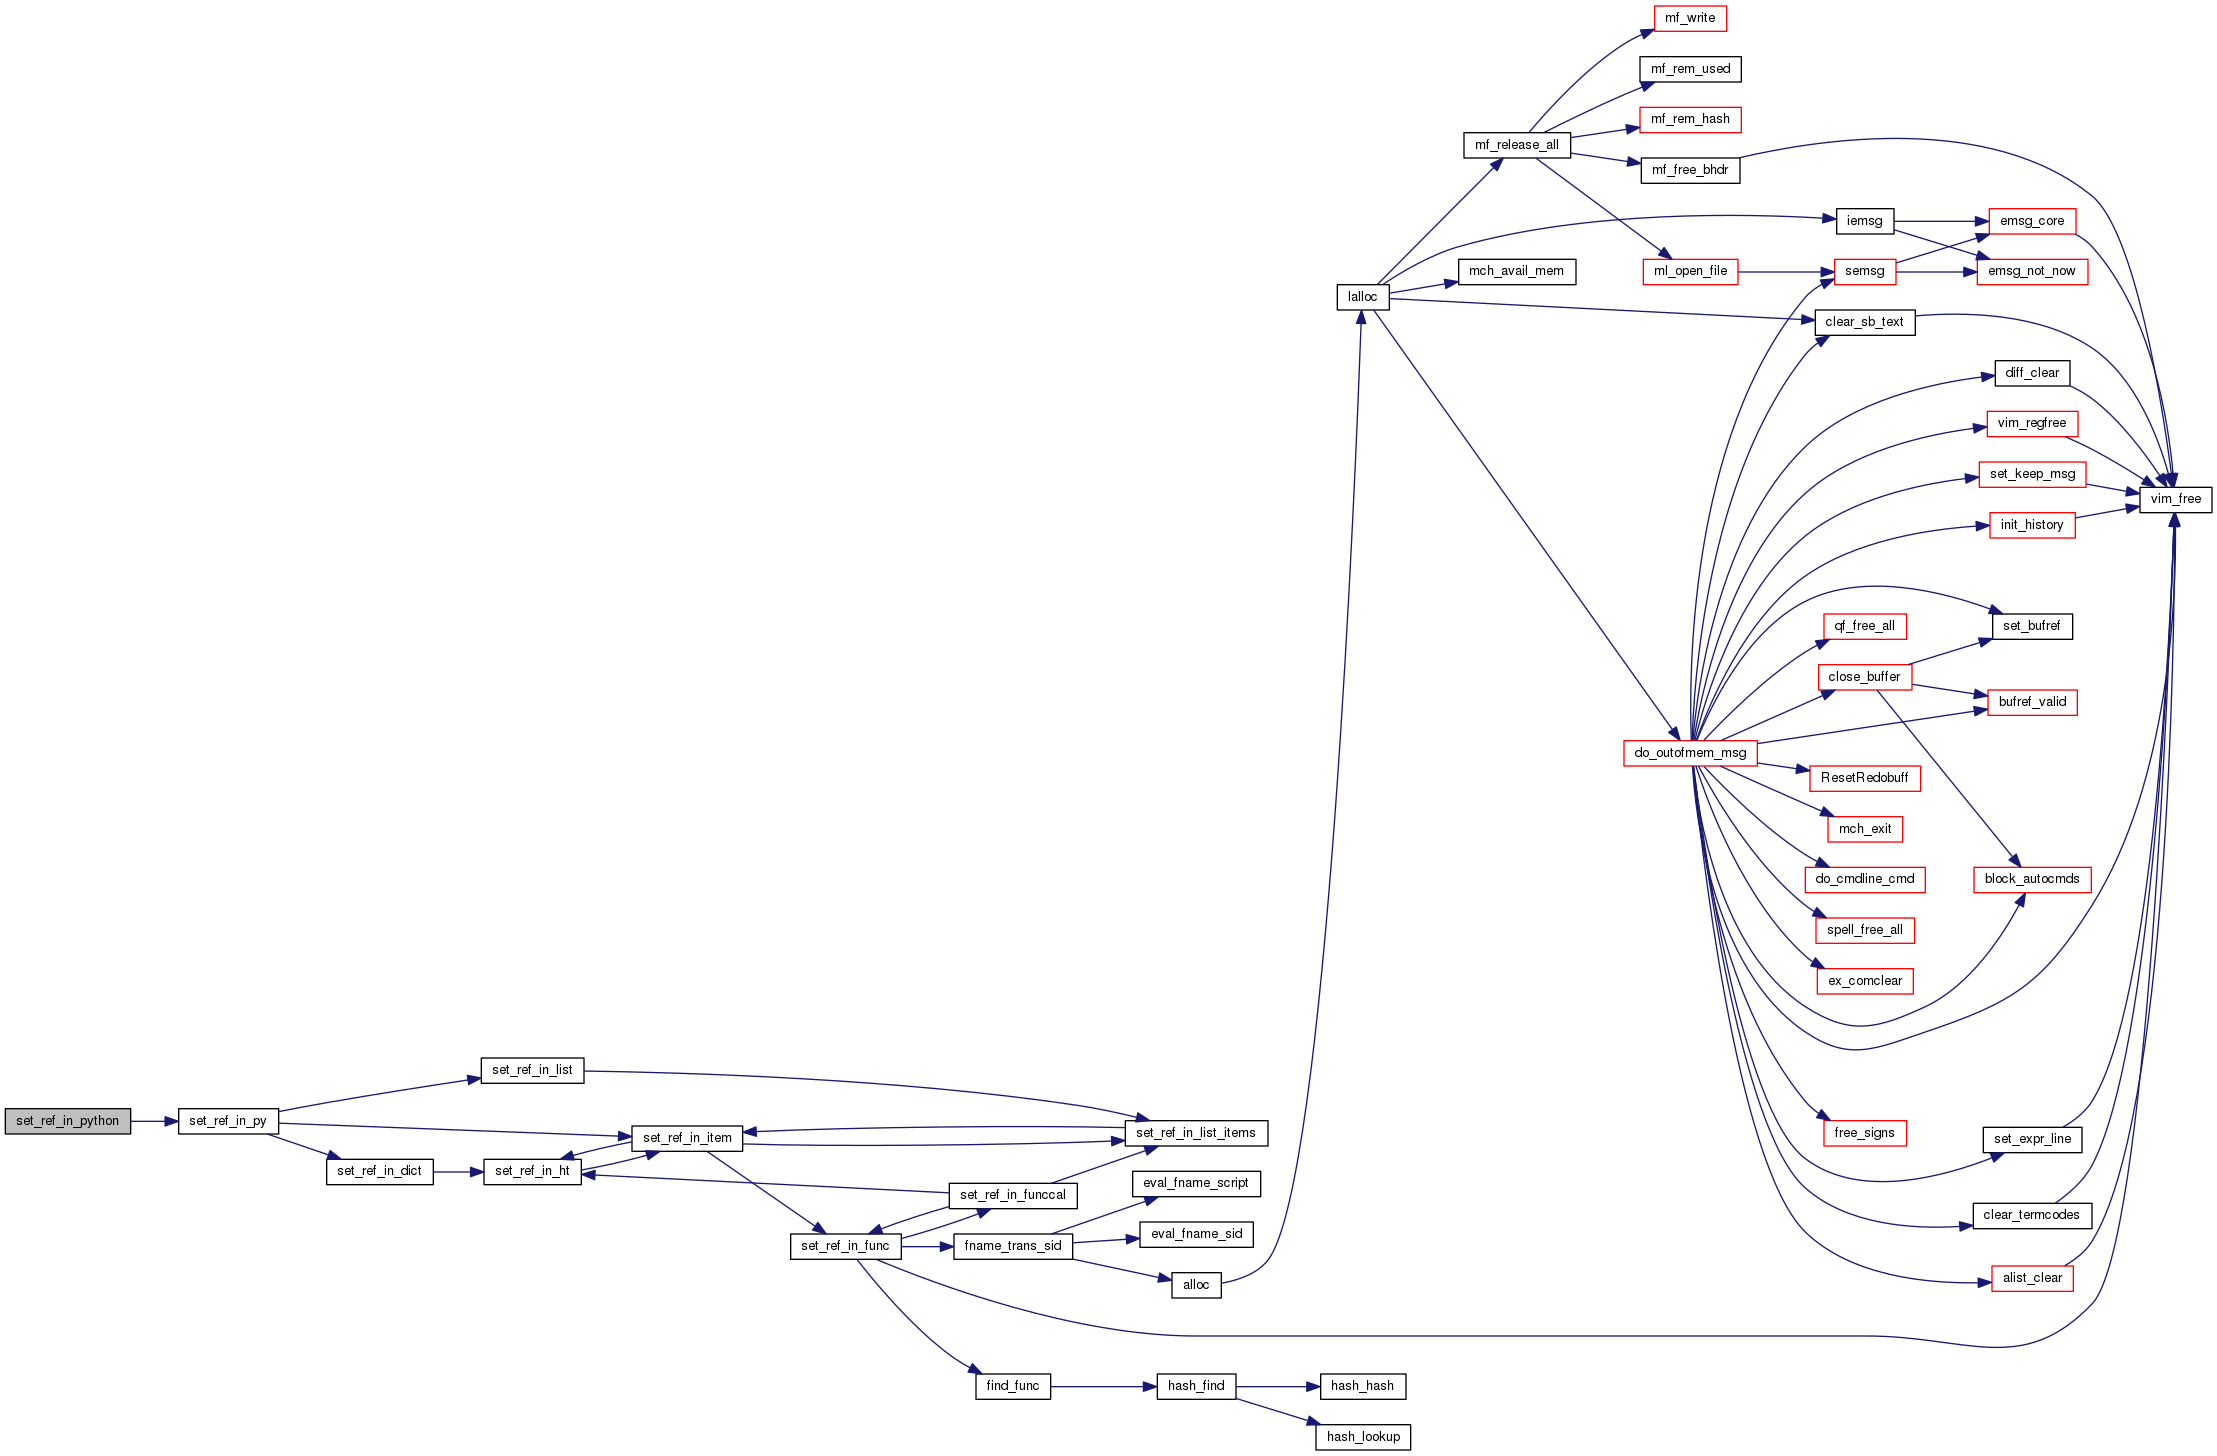 mf_write
mf_rem_used
mf_rem_hash
mf_release_all
mf_free_bhdr
iemsg
emsg_core
mch_avail_mem
ml_open_file
semsg
emsg_not_now
lalloc
clear_sb_text
diff_clear
vim_regfree
set_keep_msg
vim_free
init_history
qf_free_all
set_bufref
close_buffer
bufref_valid
do_outofmem_msg
ResetRedobuff
mch_exit
do_cmdline_cmd
block_autocmds
spell_free_all
ex_comclear
set_ref_in_list
set_ref_in_python
set_ref_in_py
set_ref_in_item
set_ref_in_list_items
free_signs
set_expr_line
set_ref_in_dict
set_ref_in_ht
eval_fname_script
set_ref_in_funccal
clear_termcodes
eval_fname_sid
set_ref_in_func
fname_trans_sid
alloc
alist_clear
find_func
hash_find
hash_hash
hash_lookup